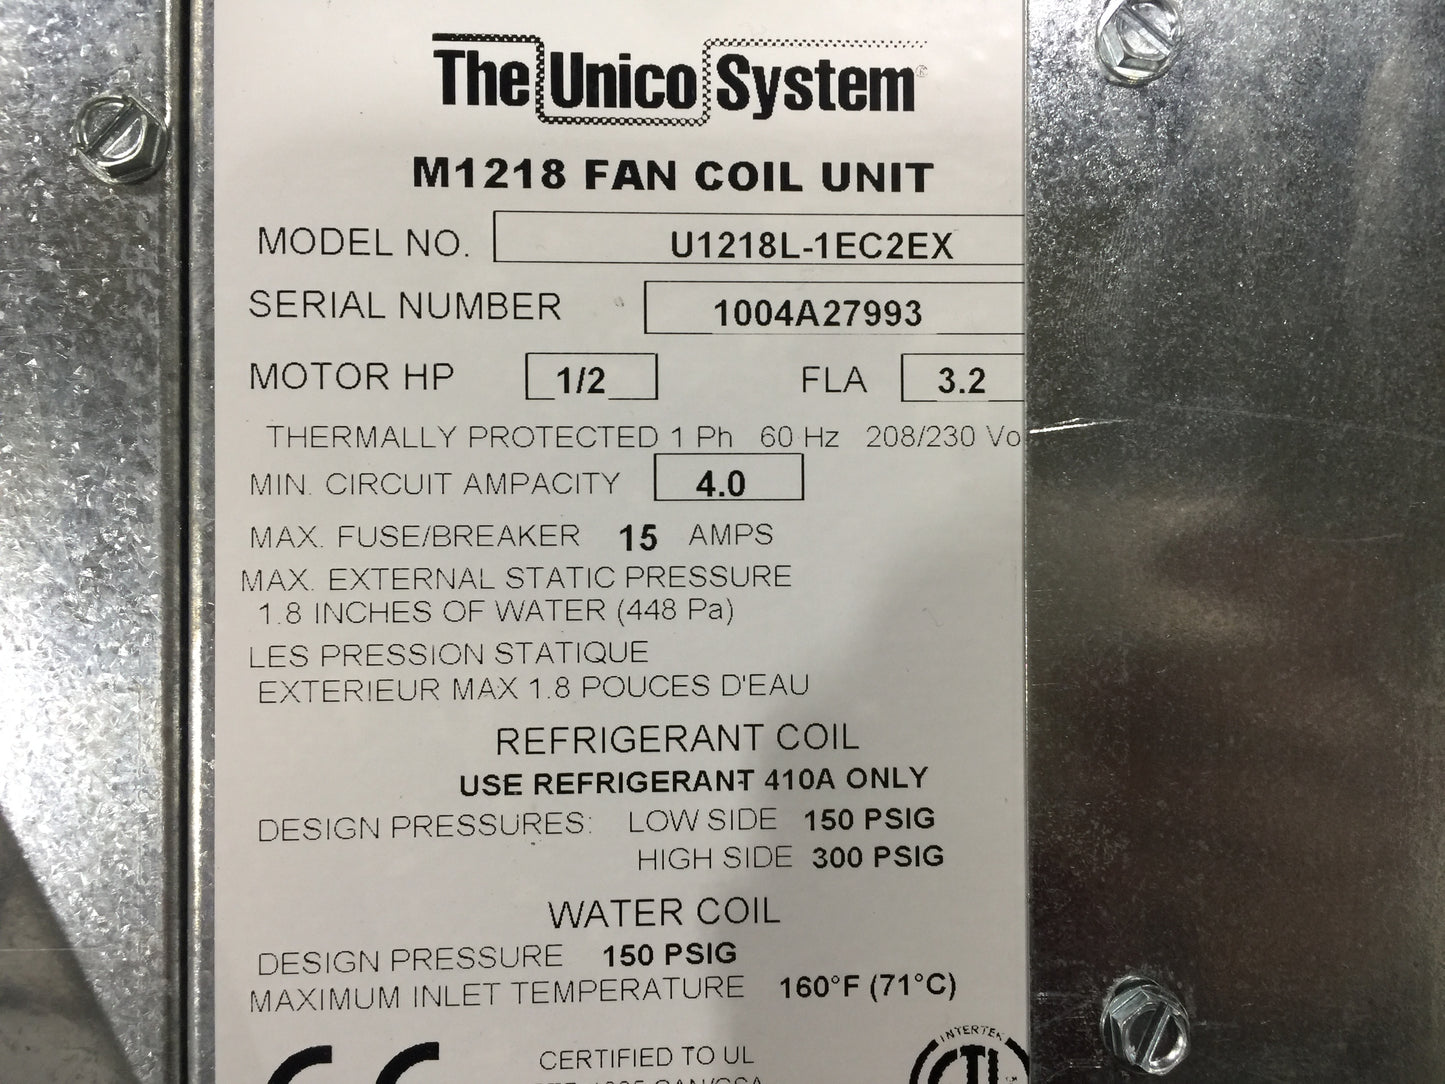 The Unico System®
M1218 FAN COIL UNIT
MODEL NO. U1218L-1EC2EX
SERIAL NUMBER 1004A27993
MOTOR HP 1/2 FLA 3.2
THERMALLY PROTECTED 1 Ph 60 Hz 208/230 Vo
MIN. CIRCUIT AMPACITY 4.0
MAX. FUSE/BREAKER 15 AMPS
MAX. EXTERNAL STATIC PRESSURE
1.8 INCHES OF WATER (448 Pa)
LES PRESSION STATIQUE
EXTERIEUR MAX 1.8 POUCES D'EAU
REFRIGERANT COIL
USE REFRIGERANT 410A ONLY
DESIGN PRESSURES: LOW SIDE 150 PSIG
HIGH SIDE 300 PSIG
WATER COIL
DESIGN PRESSURE 150 PSIG
MAXIMUM INLET TEMPERATURE 160°F (71°C)
CERTIFIED TO UL
INTERTEK